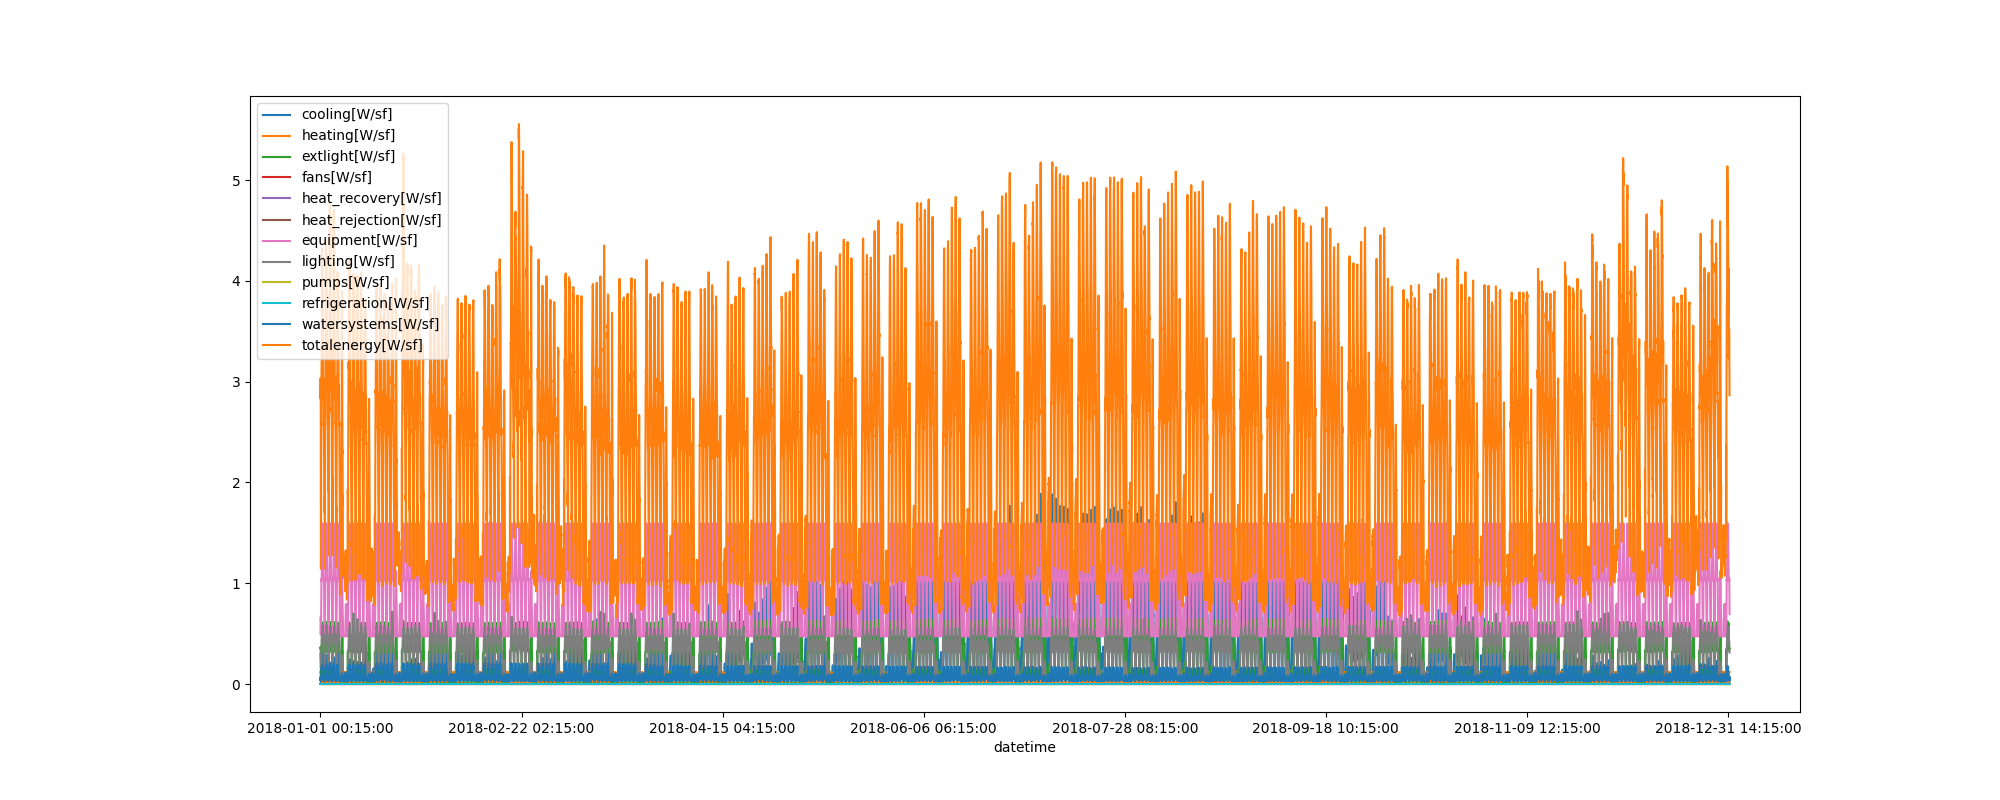 cooling[W/sf]
heating[W/sf]
extlight[W/sf]
fans[W/sf]
heat_recovery[W/sf]
heat_rejection[W/sf]
equipment[W/sf]
lighting[W/sf]
pumps[W/sf]
refrigeration[W/sf]
watersystems[W/sf]
totalenergy[W/sf]
5
4
3
2
1
0
2018-01-01 00:15:00 2018-02-22 02:15:00 2018-04-15 04:15:00 2018-06-06 06:15:00 2018-07-28 08:15:00 2018-09-18 10:15:00 2018-11-09 12:15:00 2018-12-31 14:15:00
datetime